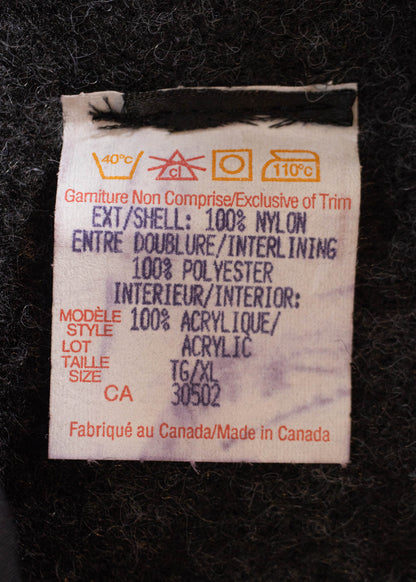 40°C cl 110°C
Garniture Non Comprise/Exclusive of Trim
EXT/SHELL: 100% NYLON
ENTRE DOUBLURE/INTERLINING
100% POLYESTER
INTERIEUR/INTERIOR:
MODÈLE
STYLE 100% ACRYLIQUE/
LOT ACRYLIC
TAILLE
SIZE TG/XL
CA 30502
Fabriqué au Canada/Made in Canada